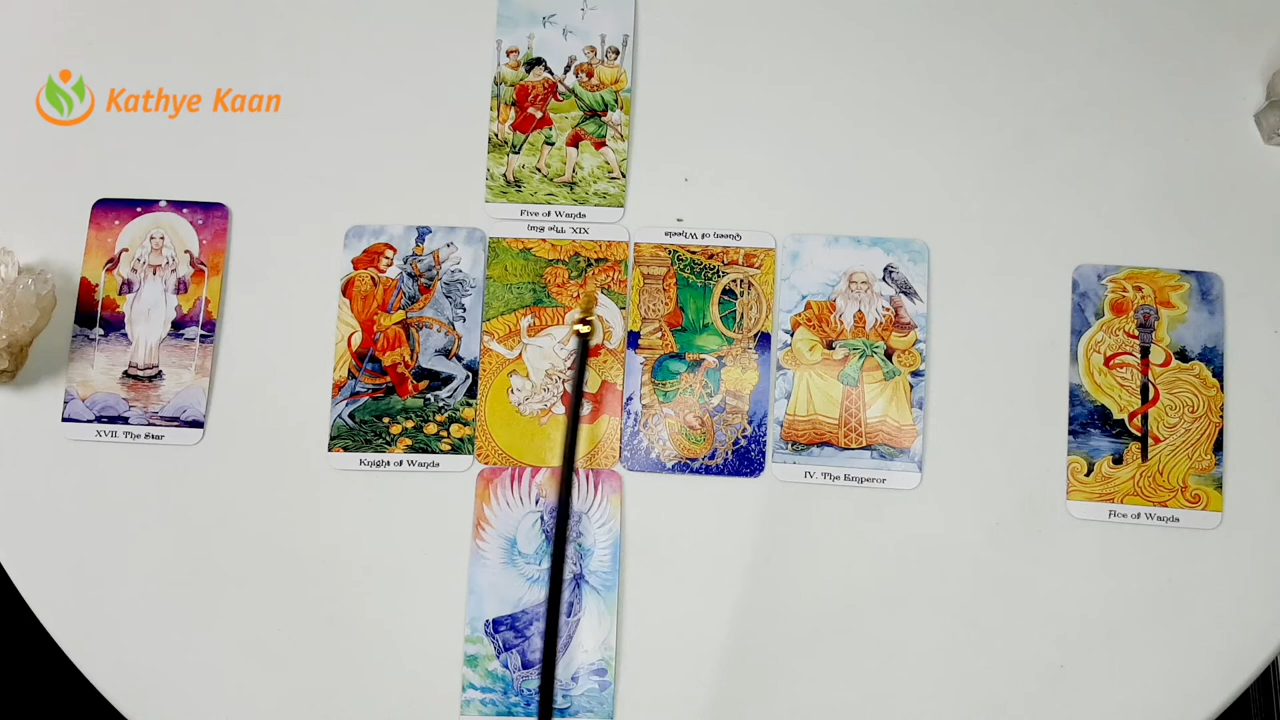 Kathye Kaan
Five of Wands
XIX. The Sun
Queen of Wheels
XVII. The Star
Knight of Wands
IV. The Emperor
Ace of Wands